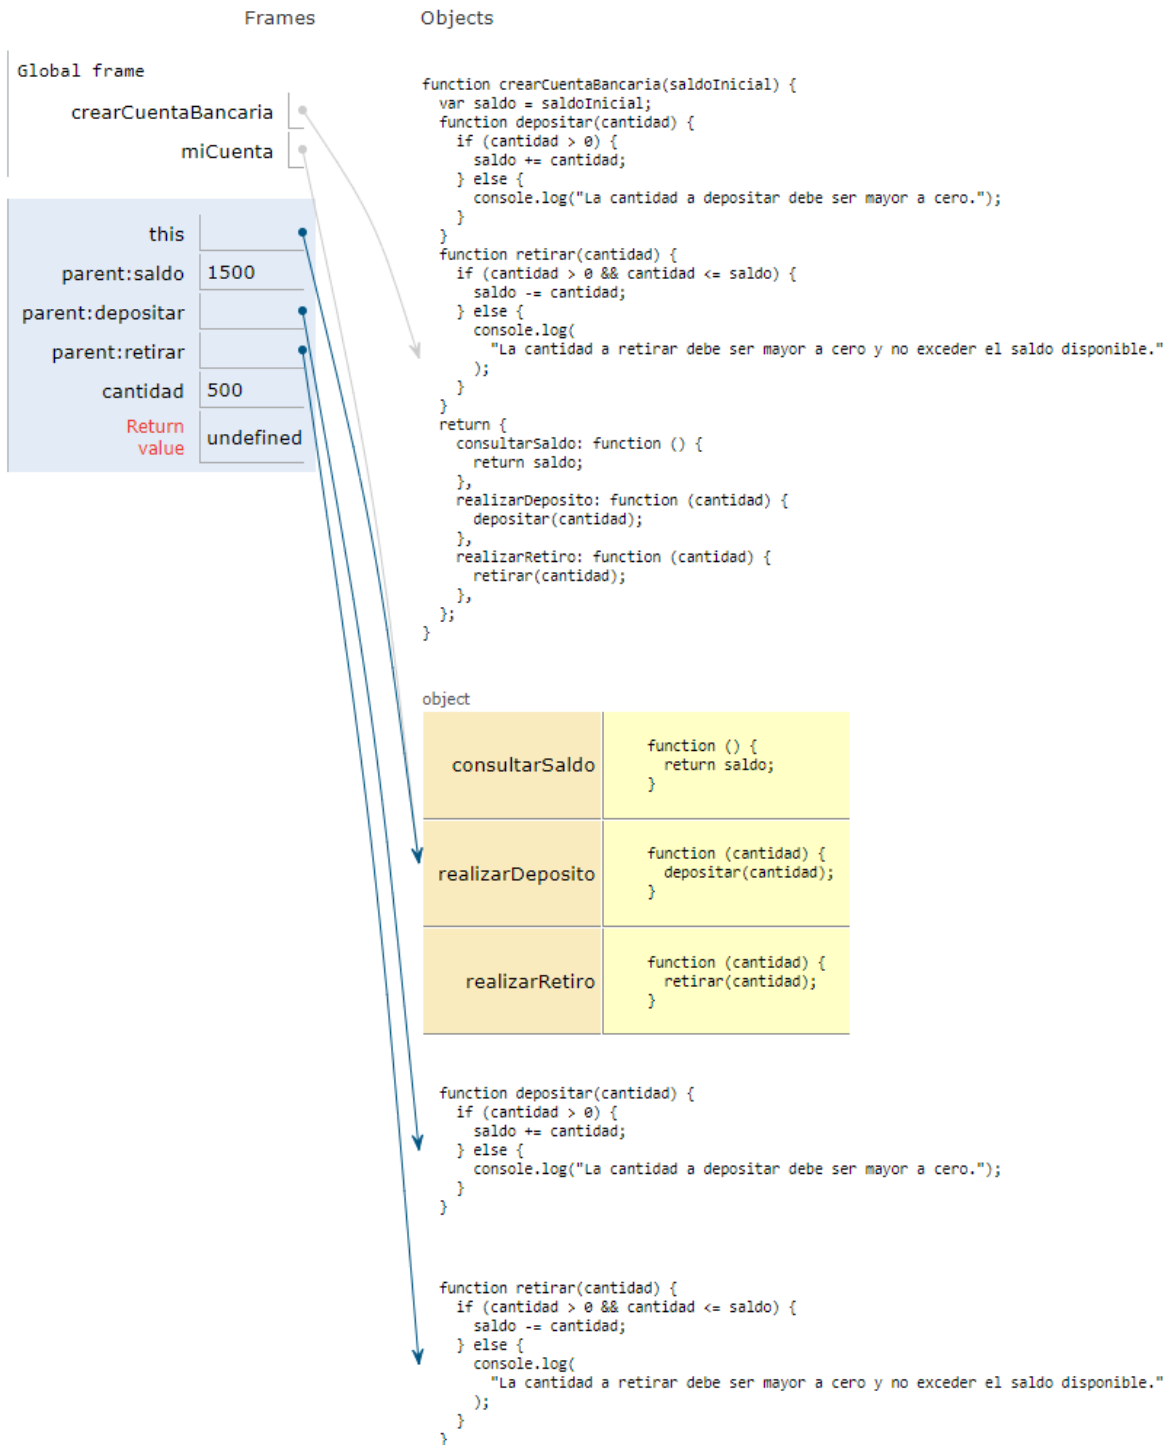 Frames
Objects
Global frame
crearCuentaBancaria
miCuenta
this
parent:saldo 1500
parent:depositar
parent:retirar
cantidad 500
Return
value undefined
function crearCuentaBancaria(saldoInicial) {
  var saldo = saldoInicial;
  function depositar(cantidad) {
    if (cantidad > 0) {
      saldo += cantidad;
    } else {
      console.log("La cantidad a depositar debe ser mayor a cero.");
    }
  }
  function retirar(cantidad) {
    if (cantidad > 0 && cantidad <= saldo) {
      saldo -= cantidad;
    } else {
      console.log(
        "La cantidad a retirar debe ser mayor a cero y no exceder el saldo disponible."
      );
    }
  }
  return {
    consultarSaldo: function () {
      return saldo;
    },
    realizarDeposito: function (cantidad) {
      depositar(cantidad);
    },
    realizarRetiro: function (cantidad) {
      retirar(cantidad);
    },
  };
}
object
consultarSaldo
function () {
  return saldo;
}
realizarDeposito
function (cantidad) {
  depositar(cantidad);
}
realizarRetiro
function (cantidad) {
  retirar(cantidad);
}
function depositar(cantidad) {
  if (cantidad > 0) {
    saldo += cantidad;
  } else {
    console.log("La cantidad a depositar debe ser mayor a cero.");
  }
}
function retirar(cantidad) {
  if (cantidad > 0 && cantidad <= saldo) {
    saldo -= cantidad;
  } else {
    console.log(
      "La cantidad a retirar debe ser mayor a cero y no exceder el saldo disponible."
    );
  }
}